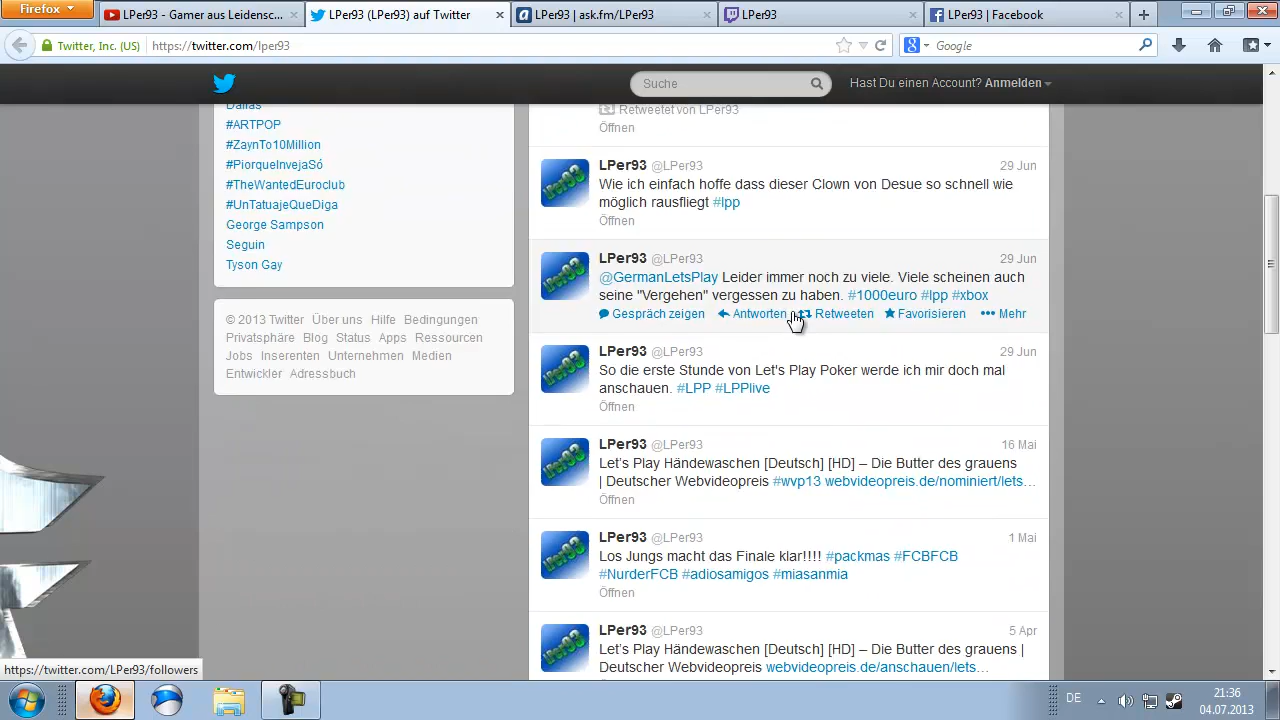 Firefox
LPer93 - Gamer aus Leidensc...
LPer93 (LPer93) auf Twitter
LPer93 | ask.fm/LPer93
LPer93
LPer93 | Facebook
Twitter, Inc. (US)
https://twitter.com/lper93
Google
Suche
Hast Du einen Account? Anmelden
Dallas
#ARTPOP
#ZaynTo10Million
#PiorqueInvejaSó
#TheWantedEuroclub
#UnTatuajeQueDiga
George Sampson
Seguin
Tyson Gay
© 2013 Twitter Über uns Hilfe Bedingungen
Privatsphäre Blog Status Apps Ressourcen
Jobs Inserenten Unternehmen Medien
Entwickler Adressbuch
Retweetet von LPer93
Öffnen
LPer93 @LPer93 29 Jun
Wie ich einfach hoffe dass dieser Clown von Desue so schnell wie
möglich rausfliegt #lpp
Öffnen
LPer93 @LPer93 29 Jun
@GermanLetsPlay Leider immer noch zu viele. Viele scheinen auch
seine "Vergehen" vergessen zu haben. #1000euro #lpp #xbox
Gespräch zeigen Antworten Retweeten Favorisieren Mehr
LPer93 @LPer93 29 Jun
So die erste Stunde von Let's Play Poker werde ich mir doch mal
anschauen. #LPP #LPPlive
Öffnen
LPer93 @LPer93 16 Mai
Let's Play Händewaschen [Deutsch] [HD] – Die Butter des grauens
| Deutscher Webvideopreis #wvp13 webvideopreis.de/nominiert/lets...
Öffnen
LPer93 @LPer93 1 Mai
Los Jungs macht das Finale klar!!!! #packmas #FCBFCB
#NurderFCB #adiosamigos #miasanmia
Öffnen
LPer93 @LPer93 5 Apr
Let's Play Händewaschen [Deutsch] [HD] – Die Butter des grauens |
Deutscher Webvideopreis webvideopreis.de/anschauen/lets...
https://twitter.com/LPer93/followers
DE
21:36
04.07.2013